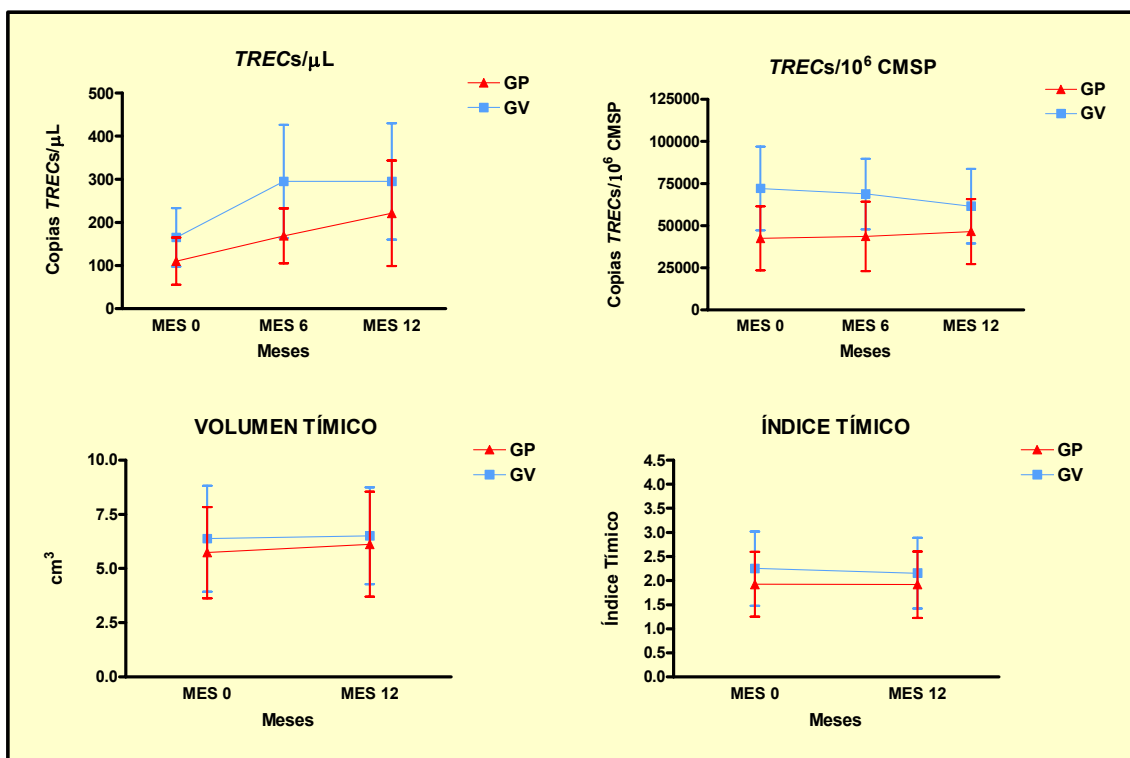 TRECs/μL
GP
GV
Copias TRECs/μL
500
400
300
200
100
0
MES 0 MES 6 MES 12
Meses
TRECs/10⁶ CMSP
GP
GV
Copias TRECs/10⁶ CMSP
125000
100000
75000
50000
25000
0
MES 0 MES 6 MES 12
Meses
VOLUMEN TÍMICO
GP
GV
cm³
10.0
7.5
5.0
2.5
0.0
MES 0 MES 12
Meses
ÍNDICE TÍMICO
GP
GV
Índice Tímico
4.5
4.0
3.5
3.0
2.5
2.0
1.5
1.0
0.5
0.0
MES 0 MES 12
Meses